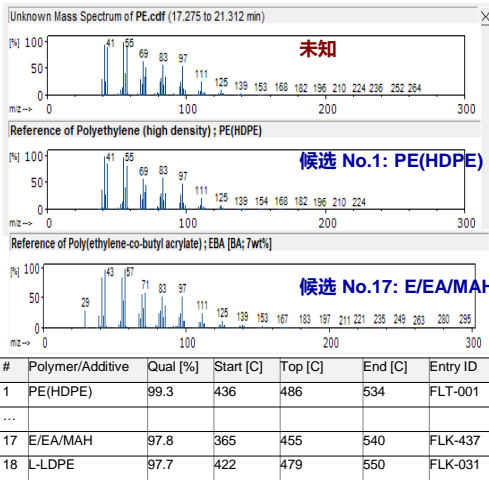 Unknown Mass Spectrum of PE.cdf (17.275 to 21.312 min)
[%] 100
50
0
41 55 69 83 97 111 125 139 153 168 182 196 210 224 236 252 264
未知
m/z --> 0 100 200 300
Reference of Polyethylene (high density) ; PE(HDPE)
[%] 100
50
0
41 55 69 83 97 111 125 139 154 168 182 196 210 224
候选 No.1: PE(HDPE)
m/z --> 0 100 200 300
Reference of Poly(ethylene-co-butyl acrylate) ; EBA [BA; 7wt%]
[%] 100
50
0
29 43 57 71 83 97 111 125 139 153 167 183 197 211 221 235 249 263 280 295
候选 No.17: E/EA/MAH
m/z --> 0 100 200 300
# Polymer/Additive Qual [%] Start [C] Top [C] End [C] Entry ID
1 PE(HDPE) 99.3 436 486 534 FLT-001
...
17 E/EA/MAH 97.8 365 455 540 FLK-437
18 L-LDPE 97.7 422 479 550 FLK-031